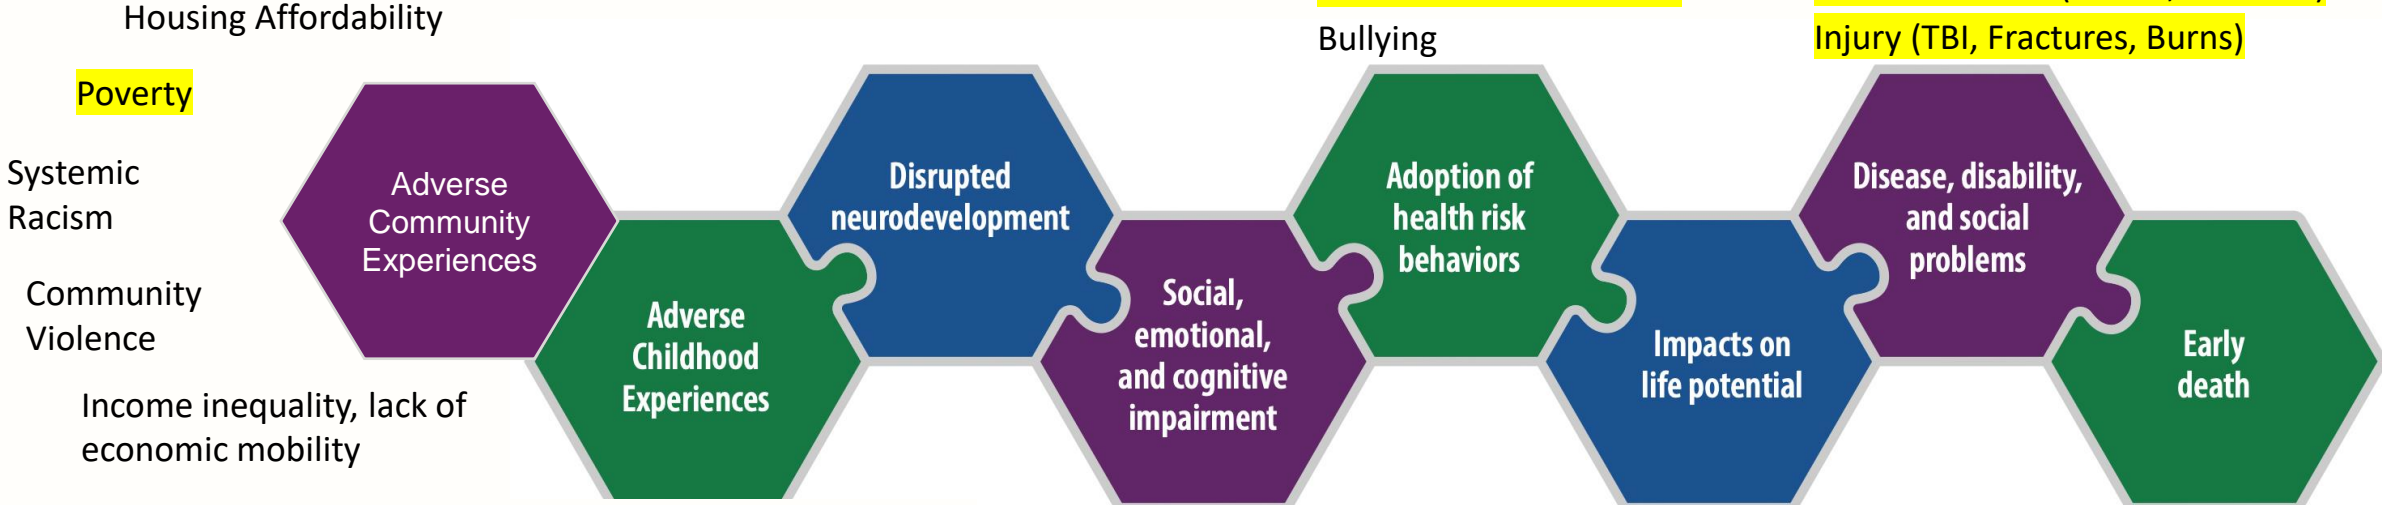 Housing Affordability
Bullying
Injury (TBI, Fractures, Burns)
Poverty
Systemic
Racism
Community
Violence
Income inequality, lack of
economic mobility
Adverse
Community
Experiences
Adverse
Childhood
Experiences
Disrupted
neurodevelopment
Social,
emotional,
and cognitive
impairment
Adoption of
health risk
behaviors
Impacts on
life potential
Disease, disability,
and social
problems
Early
death